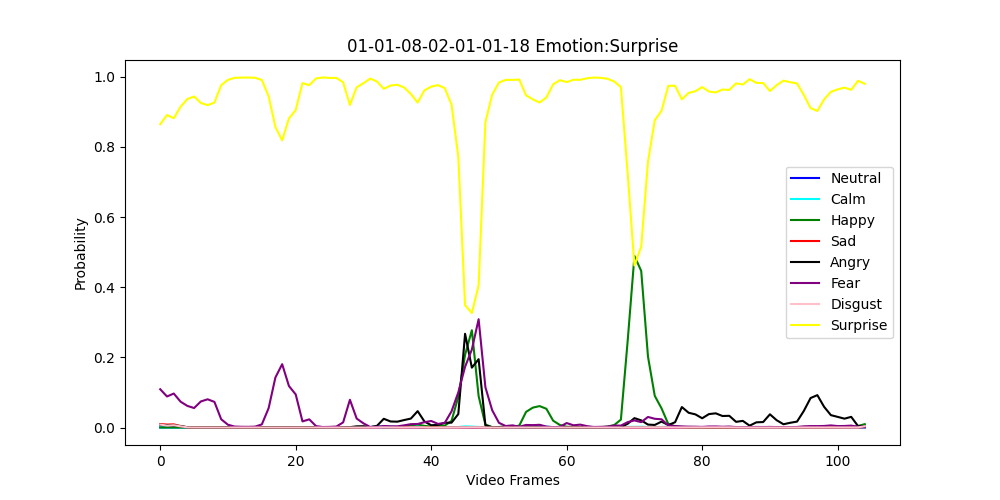 01-01-08-02-01-01-18 Emotion:Surprise
Probability
1.0
0.8
0.6
0.4
0.2
0.0
0 20 40 60 80 100
Video Frames
Neutral
Calm
Happy
Sad
Angry
Fear
Disgust
Surprise